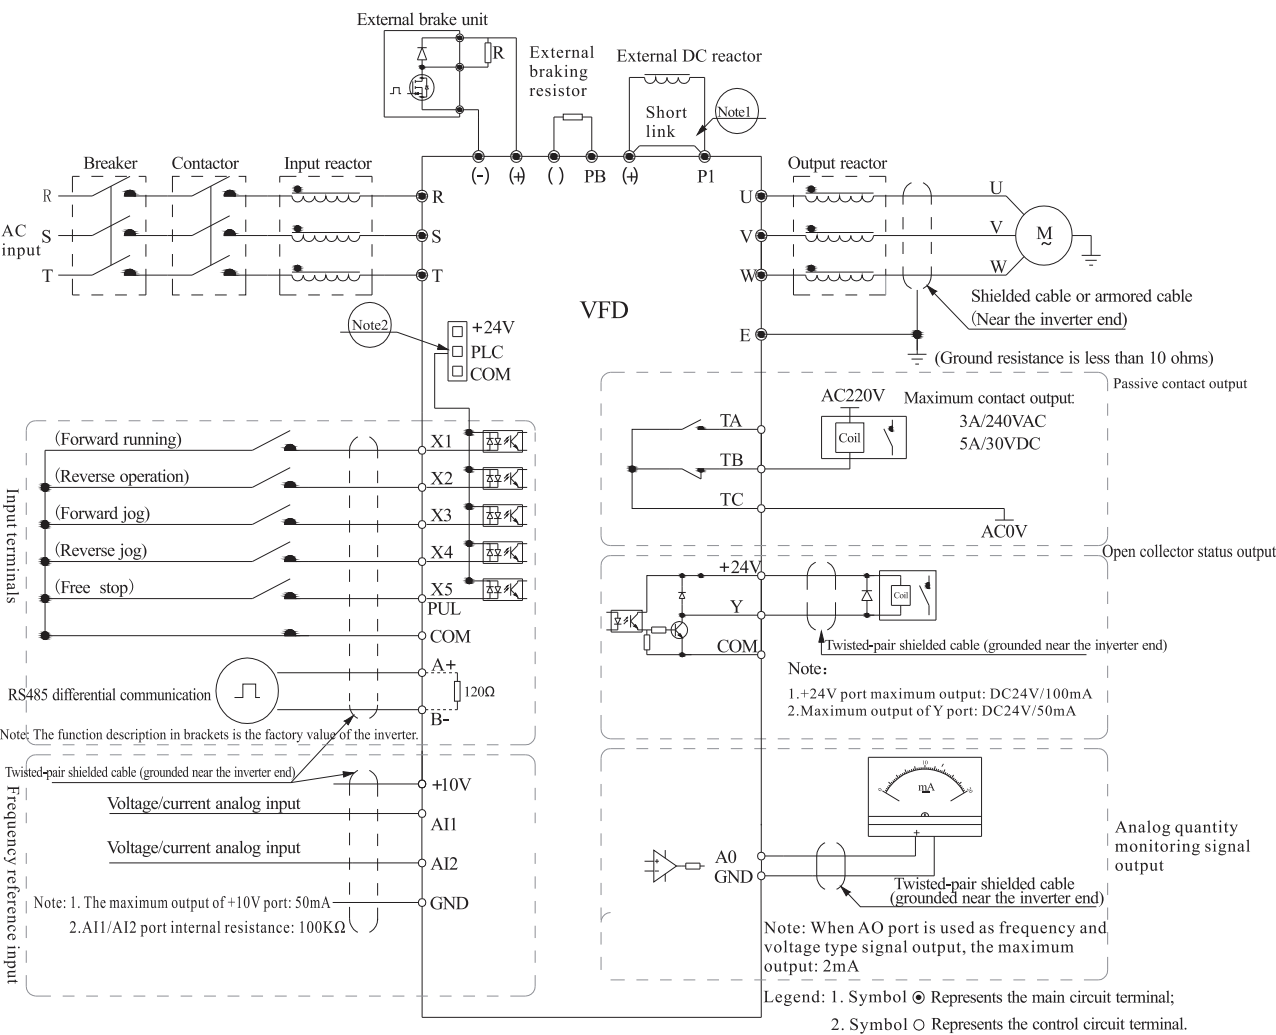 External brake unit
R
External
braking
resistor
External DC reactor
Short
link
Note1
(-)
(+)
( )
PB
(+)
P1
Breaker
Contactor
Input reactor
Output reactor
AC
input
R
S
T
R
S
T
U
V
W
U
V
W
M
~
VFD
Shielded cable or armored cable
(Near the inverter end)
E
(Ground resistance is less than 10 ohms)
Note2
+24V
PLC
COM
Input terminals
(Forward running)
X1
(Reverse operation)
X2
(Forward jog)
X3
(Reverse jog)
X4
(Free stop)
X5
PUL
COM
RS485 differential communication
A+
120Ω
B-
Note: The function description in brackets is the factory value of the inverter.
Twisted-pair shielded cable (grounded near the inverter end)
Frequency reference input
+10V
Voltage/current analog input
AI1
Voltage/current analog input
AI2
Note: 1. The maximum output of +10V port: 50mA
GND
2.AI1/AI2 port internal resistance: 100KΩ
Passive contact output
TA
TB
TC
AC220V
Coil
Maximum contact output:
3A/240VAC
5A/30VDC
AC0V
Open collector status output
+24V
Y
COM
Coil
Twisted-pair shielded cable (grounded near the inverter end)
Note:
1.+24V port maximum output: DC24V/100mA
2.Maximum output of Y port: DC24V/50mA
0
10
20
mA
+
A0
GND
Analog quantity
monitoring signal
output
Twisted-pair shielded cable
(grounded near the inverter end)
Note: When AO port is used as frequency and
voltage type signal output, the maximum
output: 2mA
Legend: 1. Symbol ⦿ Represents the main circuit terminal;
2. Symbol ○ Represents the control circuit terminal.